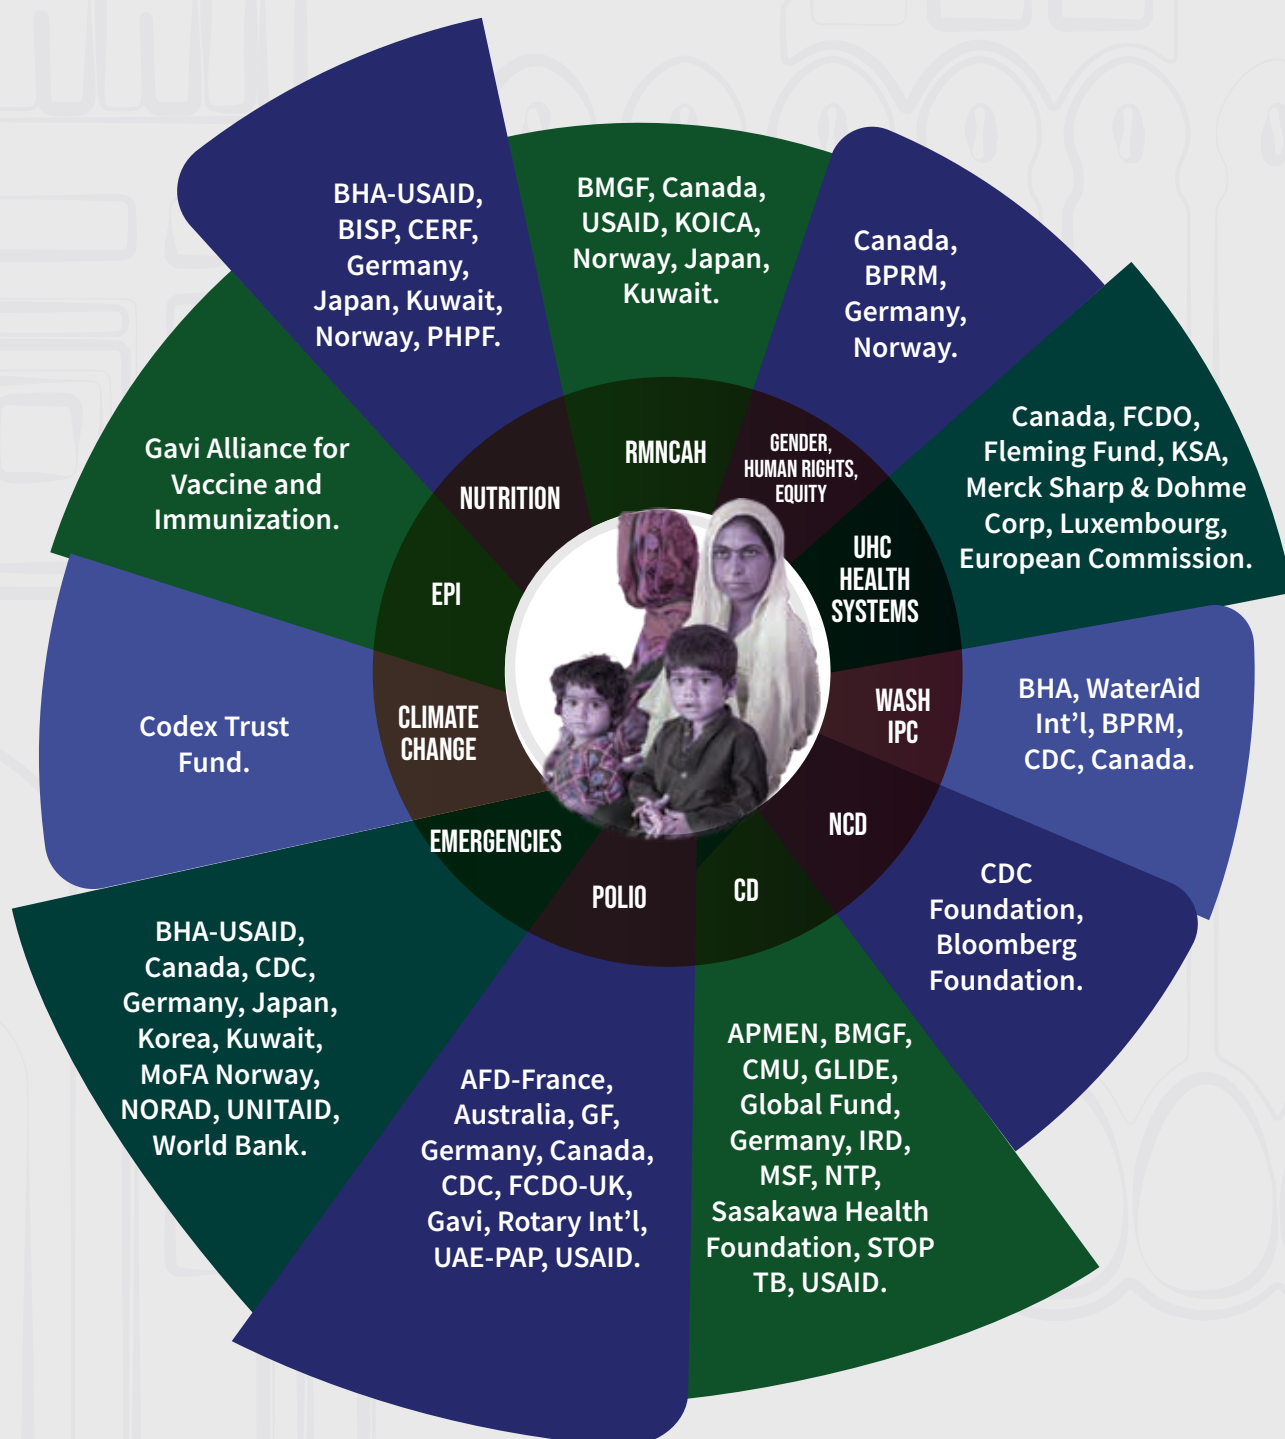 BHA-USAID,
BISP, CERF,
Germany,
Japan, Kuwait,
Norway, PHPF.
BMGF, Canada,
USAID, KOICA,
Norway, Japan,
Kuwait.
Canada,
BPRM,
Germany,
Norway.
Canada, FCDO,
Fleming Fund, KSA,
Merck Sharp & Dohme
Corp, Luxembourg,
European Commission.
BHA, WaterAid
Int’l, BPRM,
CDC, Canada.
CDC
Foundation,
Bloomberg
Foundation.
APMEN, BMGF,
CMU, GLIDE,
Global Fund,
Germany, IRD,
MSF, NTP,
Sasakawa Health
Foundation, STOP
TB, USAID.
AFD-France,
Australia, GF,
Germany, Canada,
CDC, FCDO-UK,
Gavi, Rotary Int’l,
UAE-PAP, USAID.
BHA-USAID,
Canada, CDC,
Germany, Japan,
Korea, Kuwait,
MoFA Norway,
NORAD, UNITAID,
World Bank.
Codex Trust
Fund.
Gavi Alliance for
Vaccine and
Immunization.
NUTRITION
RMNCAH
GENDER,
HUMAN RIGHTS,
EQUITY
UHC
HEALTH
SYSTEMS
WASH
IPC
NCD
CD
POLIO
EMERGENCIES
CLIMATE
CHANGE
EPI